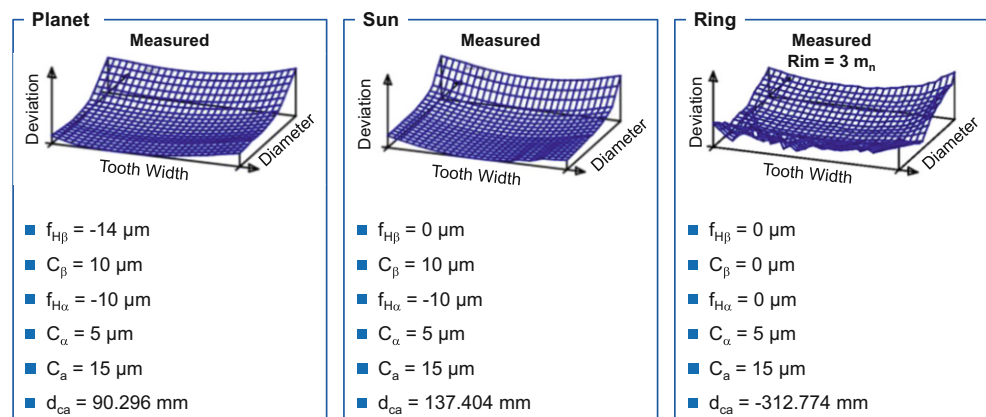 Planet
Measured
Deviation
Tooth Width
Diameter
f_Hβ = -14 µm
C_β = 10 µm
f_Hα = -10 µm
C_α = 5 µm
C_a = 15 µm
d_ca = 90.296 mm
Sun
Measured
Deviation
Tooth Width
Diameter
f_Hβ = 0 µm
C_β = 10 µm
f_Hα = -10 µm
C_α = 5 µm
C_a = 15 µm
d_ca = 137.404 mm
Ring
Measured
Rim = 3 m_n
Deviation
Tooth Width
Diameter
f_Hβ = 0 µm
C_β = 0 µm
f_Hα = 0 µm
C_α = 5 µm
C_a = 15 µm
d_ca = -312.774 mm